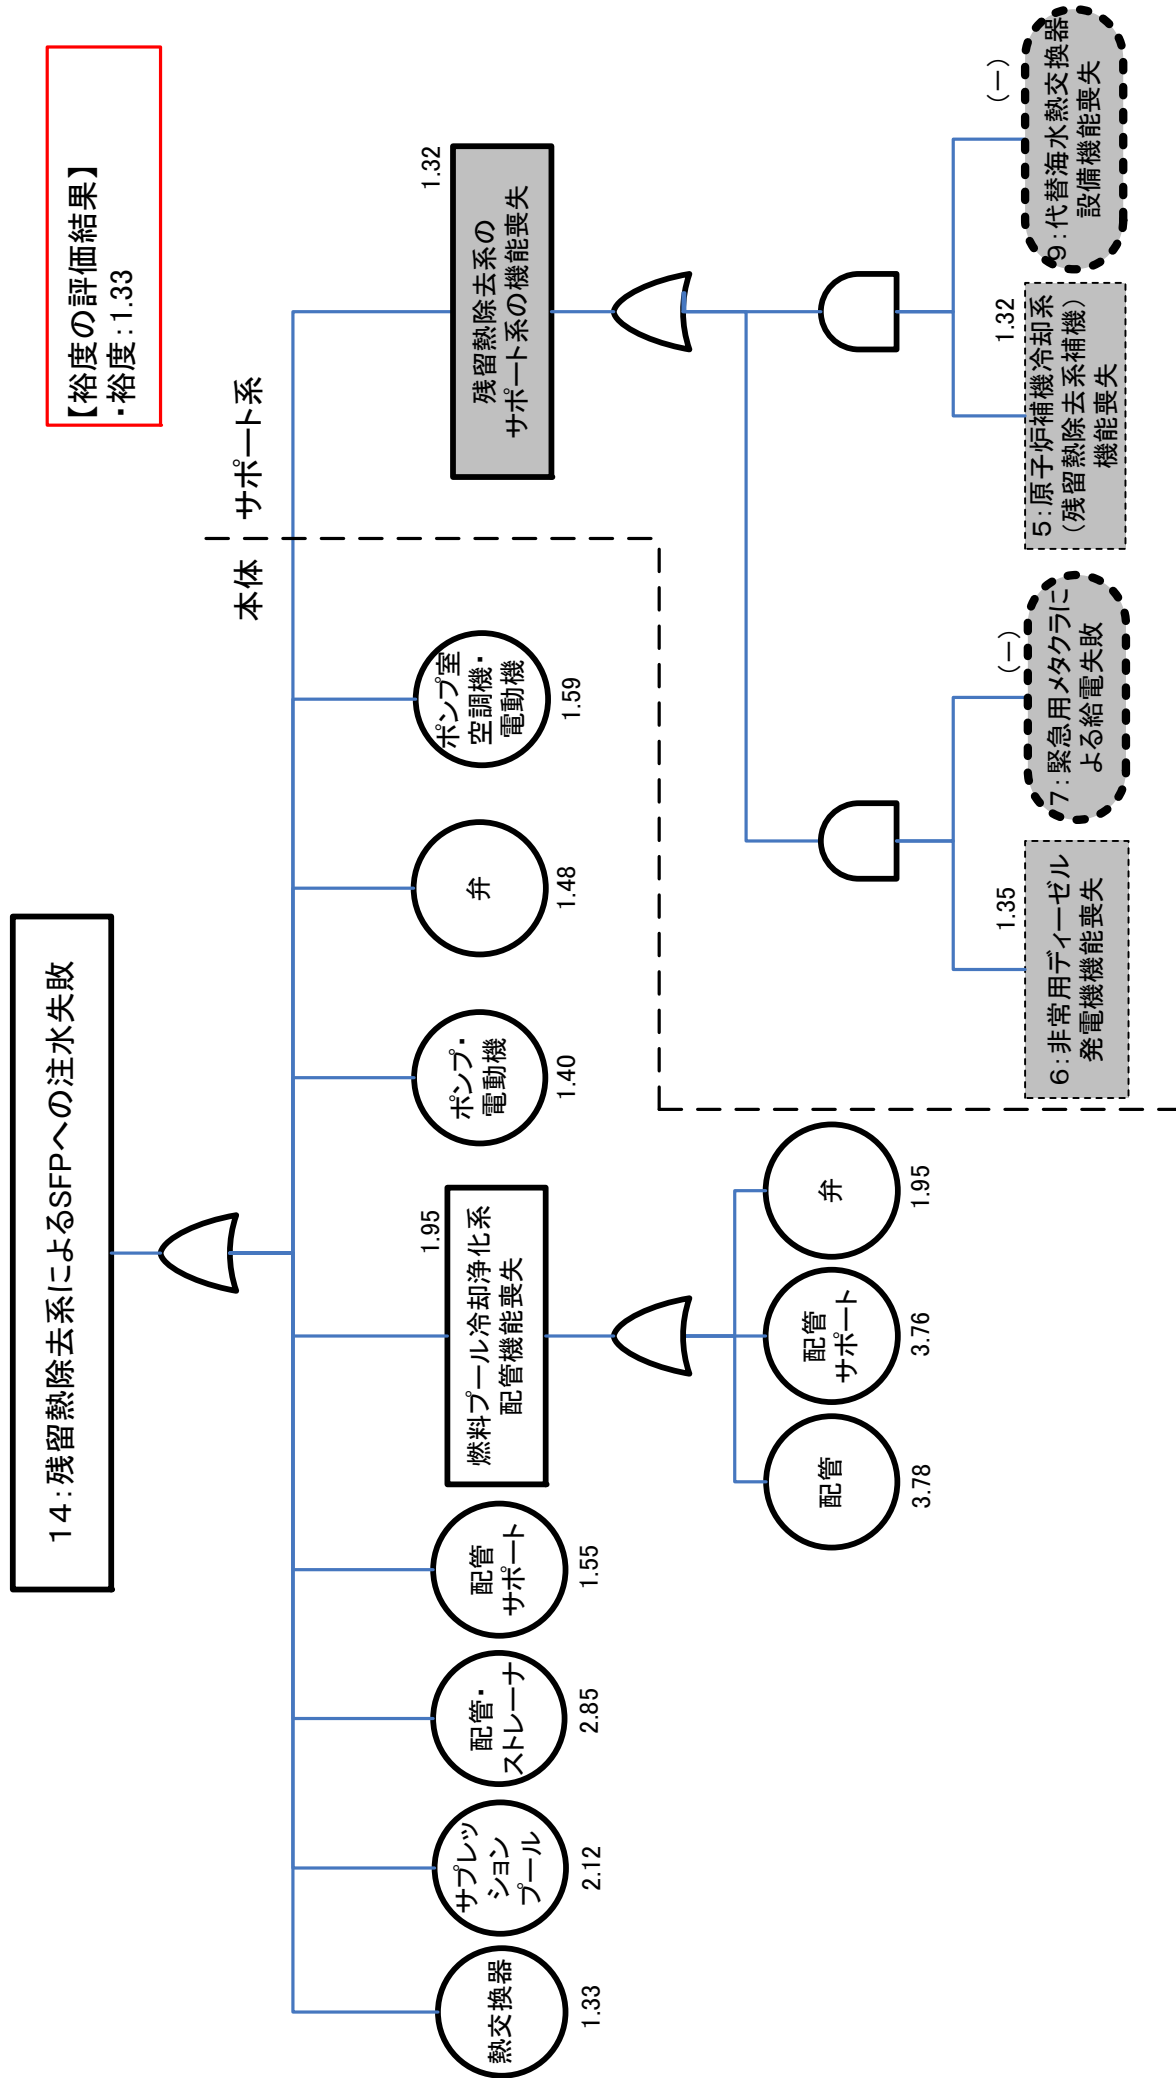 14:残留熱除去系によるSFPへの注水失敗
【裕度の評価結果】
・裕度:1.33
本体
サポート系
熱交換器
1.33
サプレッ
ション
プール
2.12
配管・
ストレーナ
2.85
配管
サポート
1.55
1.95
燃料プール冷却浄化系
配管機能喪失
ポンプ・
電動機
1.40
弁
1.48
ポンプ室
空調機・
電動機
1.59
1.32
残留熱除去系の
サポート系の機能喪失
配管
3.78
配管
サポート
3.76
弁
1.95
1.35
6:非常用ディーゼル
発電機機能喪失
(－)
7:緊急用メタクラに
よる給電失敗
1.32
5:原子炉補機冷却系
(残留熱除去系補機)
機能喪失
(－)
9:代替海水熱交換器
設備機能喪失